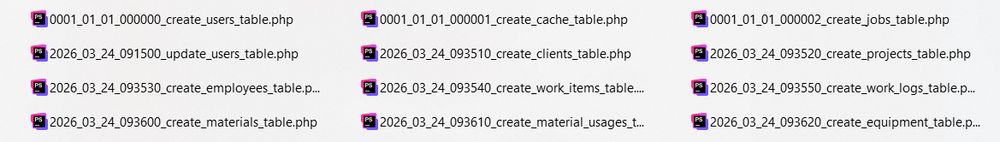 0001_01_01_000000_create_users_table.php
0001_01_01_000001_create_cache_table.php
0001_01_01_000002_create_jobs_table.php
2026_03_24_091500_update_users_table.php
2026_03_24_093510_create_clients_table.php
2026_03_24_093520_create_projects_table.php
2026_03_24_093530_create_employees_table.p...
2026_03_24_093540_create_work_items_table....
2026_03_24_093550_create_work_logs_table.p...
2026_03_24_093600_create_materials_table.php
2026_03_24_093610_create_material_usages_t...
2026_03_24_093620_create_equipment_table.p...